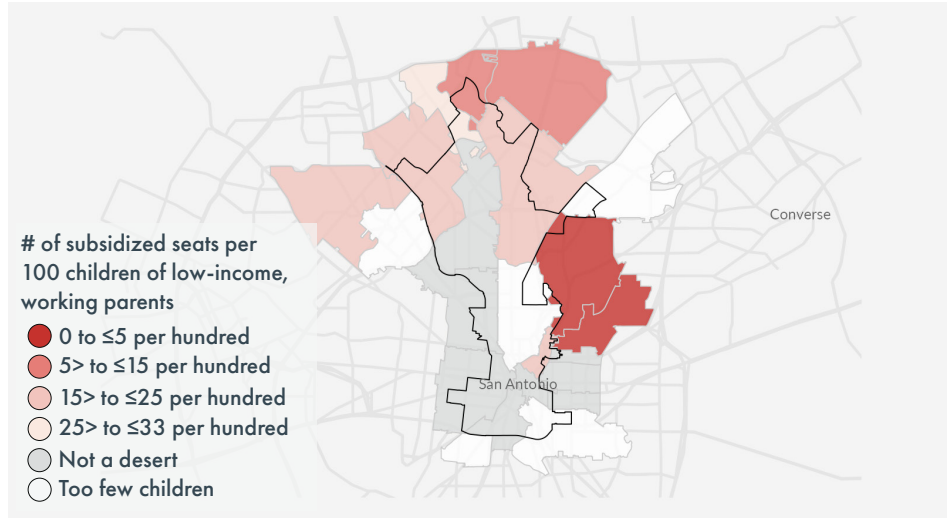 Converse
# of subsidized seats per
100 children of low-income,
working parents
0 to ≤5 per hundred
5> to ≤15 per hundred
15> to ≤25 per hundred
25> to ≤33 per hundred
Not a desert
Too few children
San Antonio